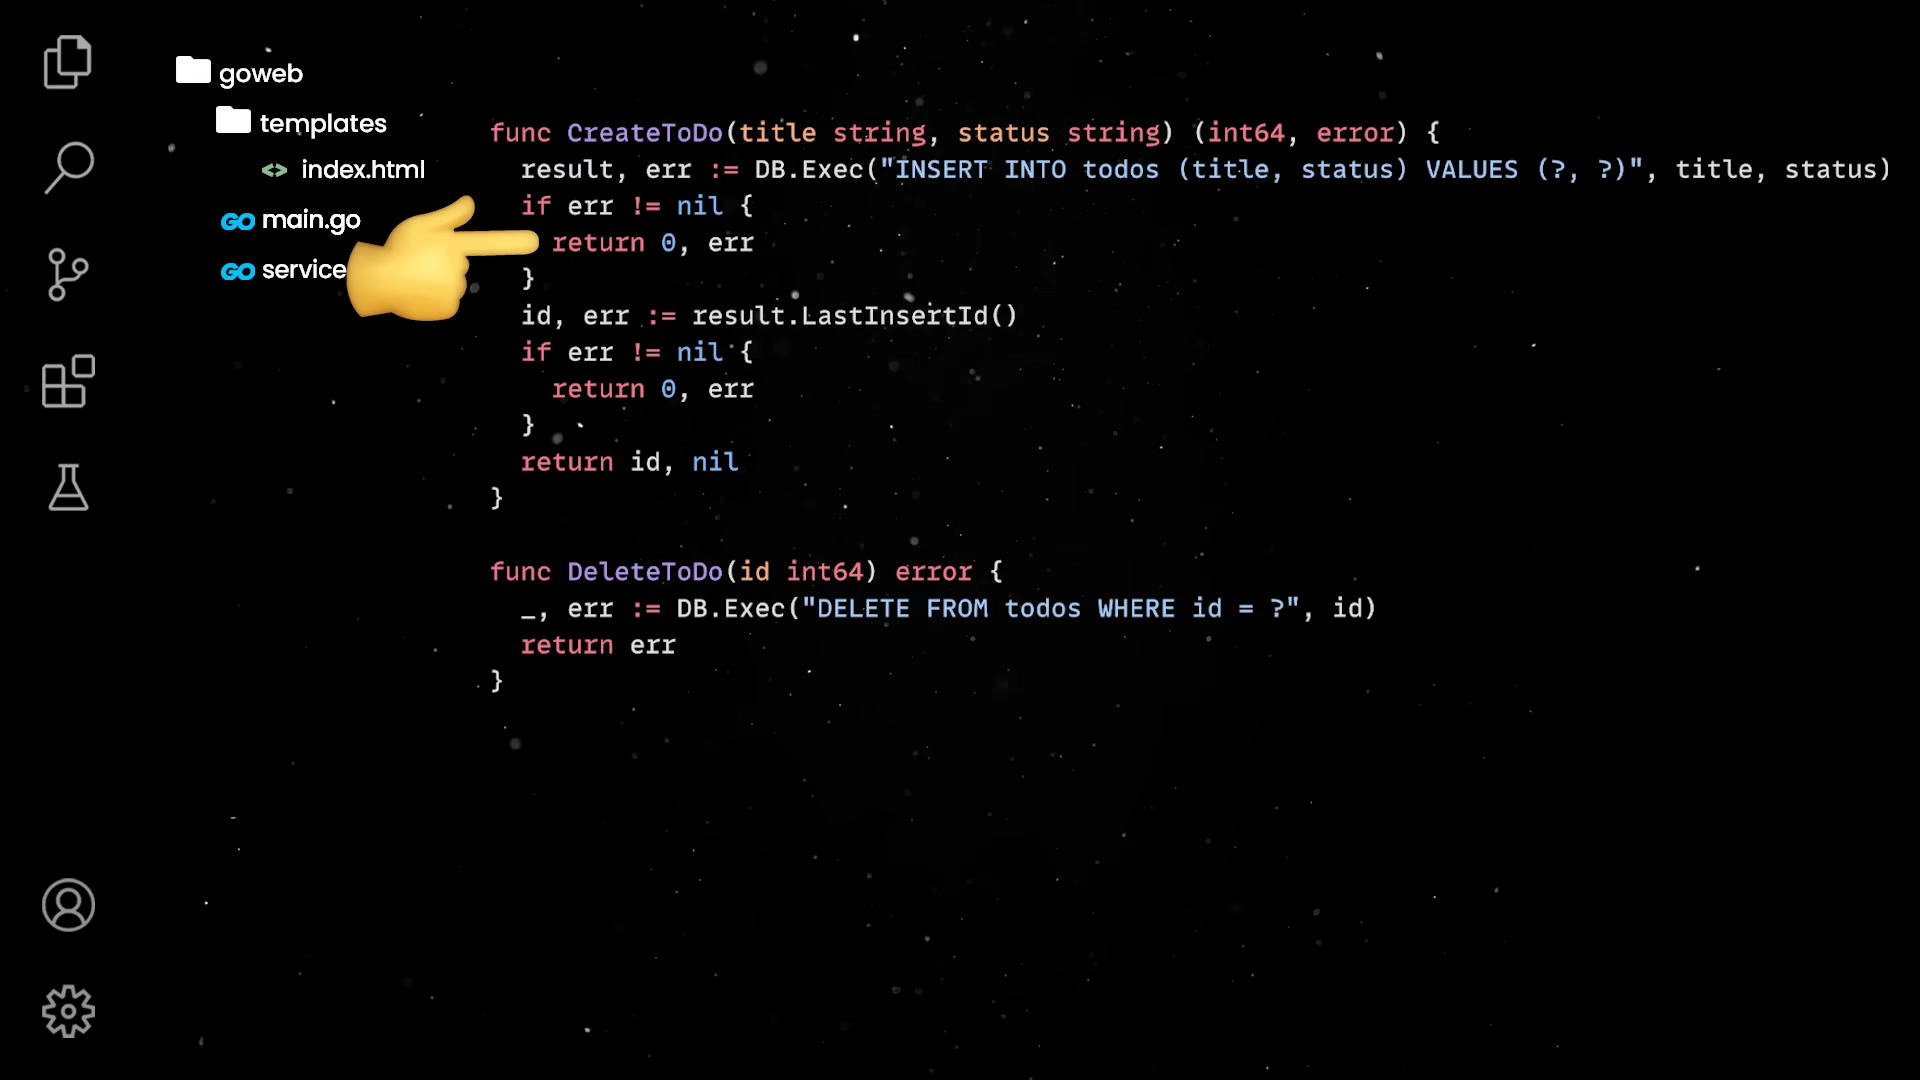 goweb
templates
index.html
GO main.go
GO service
func CreateToDo(title string, status string) (int64, error) {
result, err := DB.Exec("INSERT INTO todos (title, status) VALUES (?, ?)", title, status)
if err != nil {
return 0, err
}
id, err := result.LastInsertId()
if err != nil {
return 0, err
}
return id, nil
}
func DeleteToDo(id int64) error {
_, err := DB.Exec("DELETE FROM todos WHERE id = ?", id)
return err
}